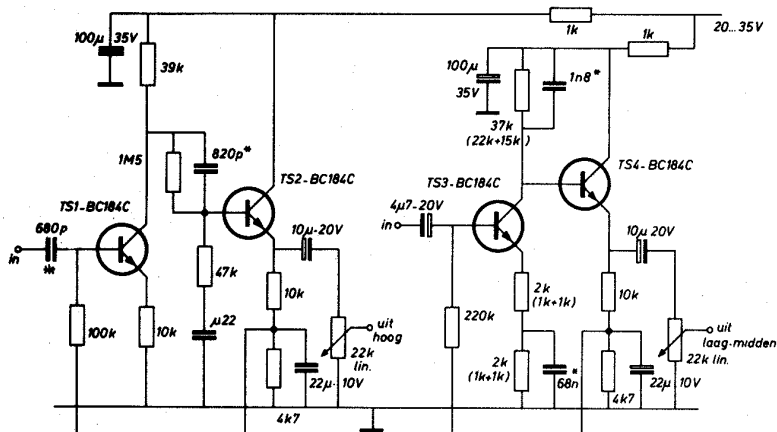 100µ 35V
39k
1k
20...35V
1k
100µ
35V
1n8*
37k
(22k+15k)
1M5
820p*
TS1-BC184C
TS2-BC184C
TS3-BC184C
TS4-BC184C
680p
*
in
10µ-20V
4µ7-20V
in
10µ 20V
47k
10k
2k
(1k+1k)
10k
100k
10k
µ22
220k
uit
hoog
22k
lin.
22µ-10V
4k7
2k
(1k+1k)
68n*
uit
laag-midden
22k lin.
22µ 10V
4k7